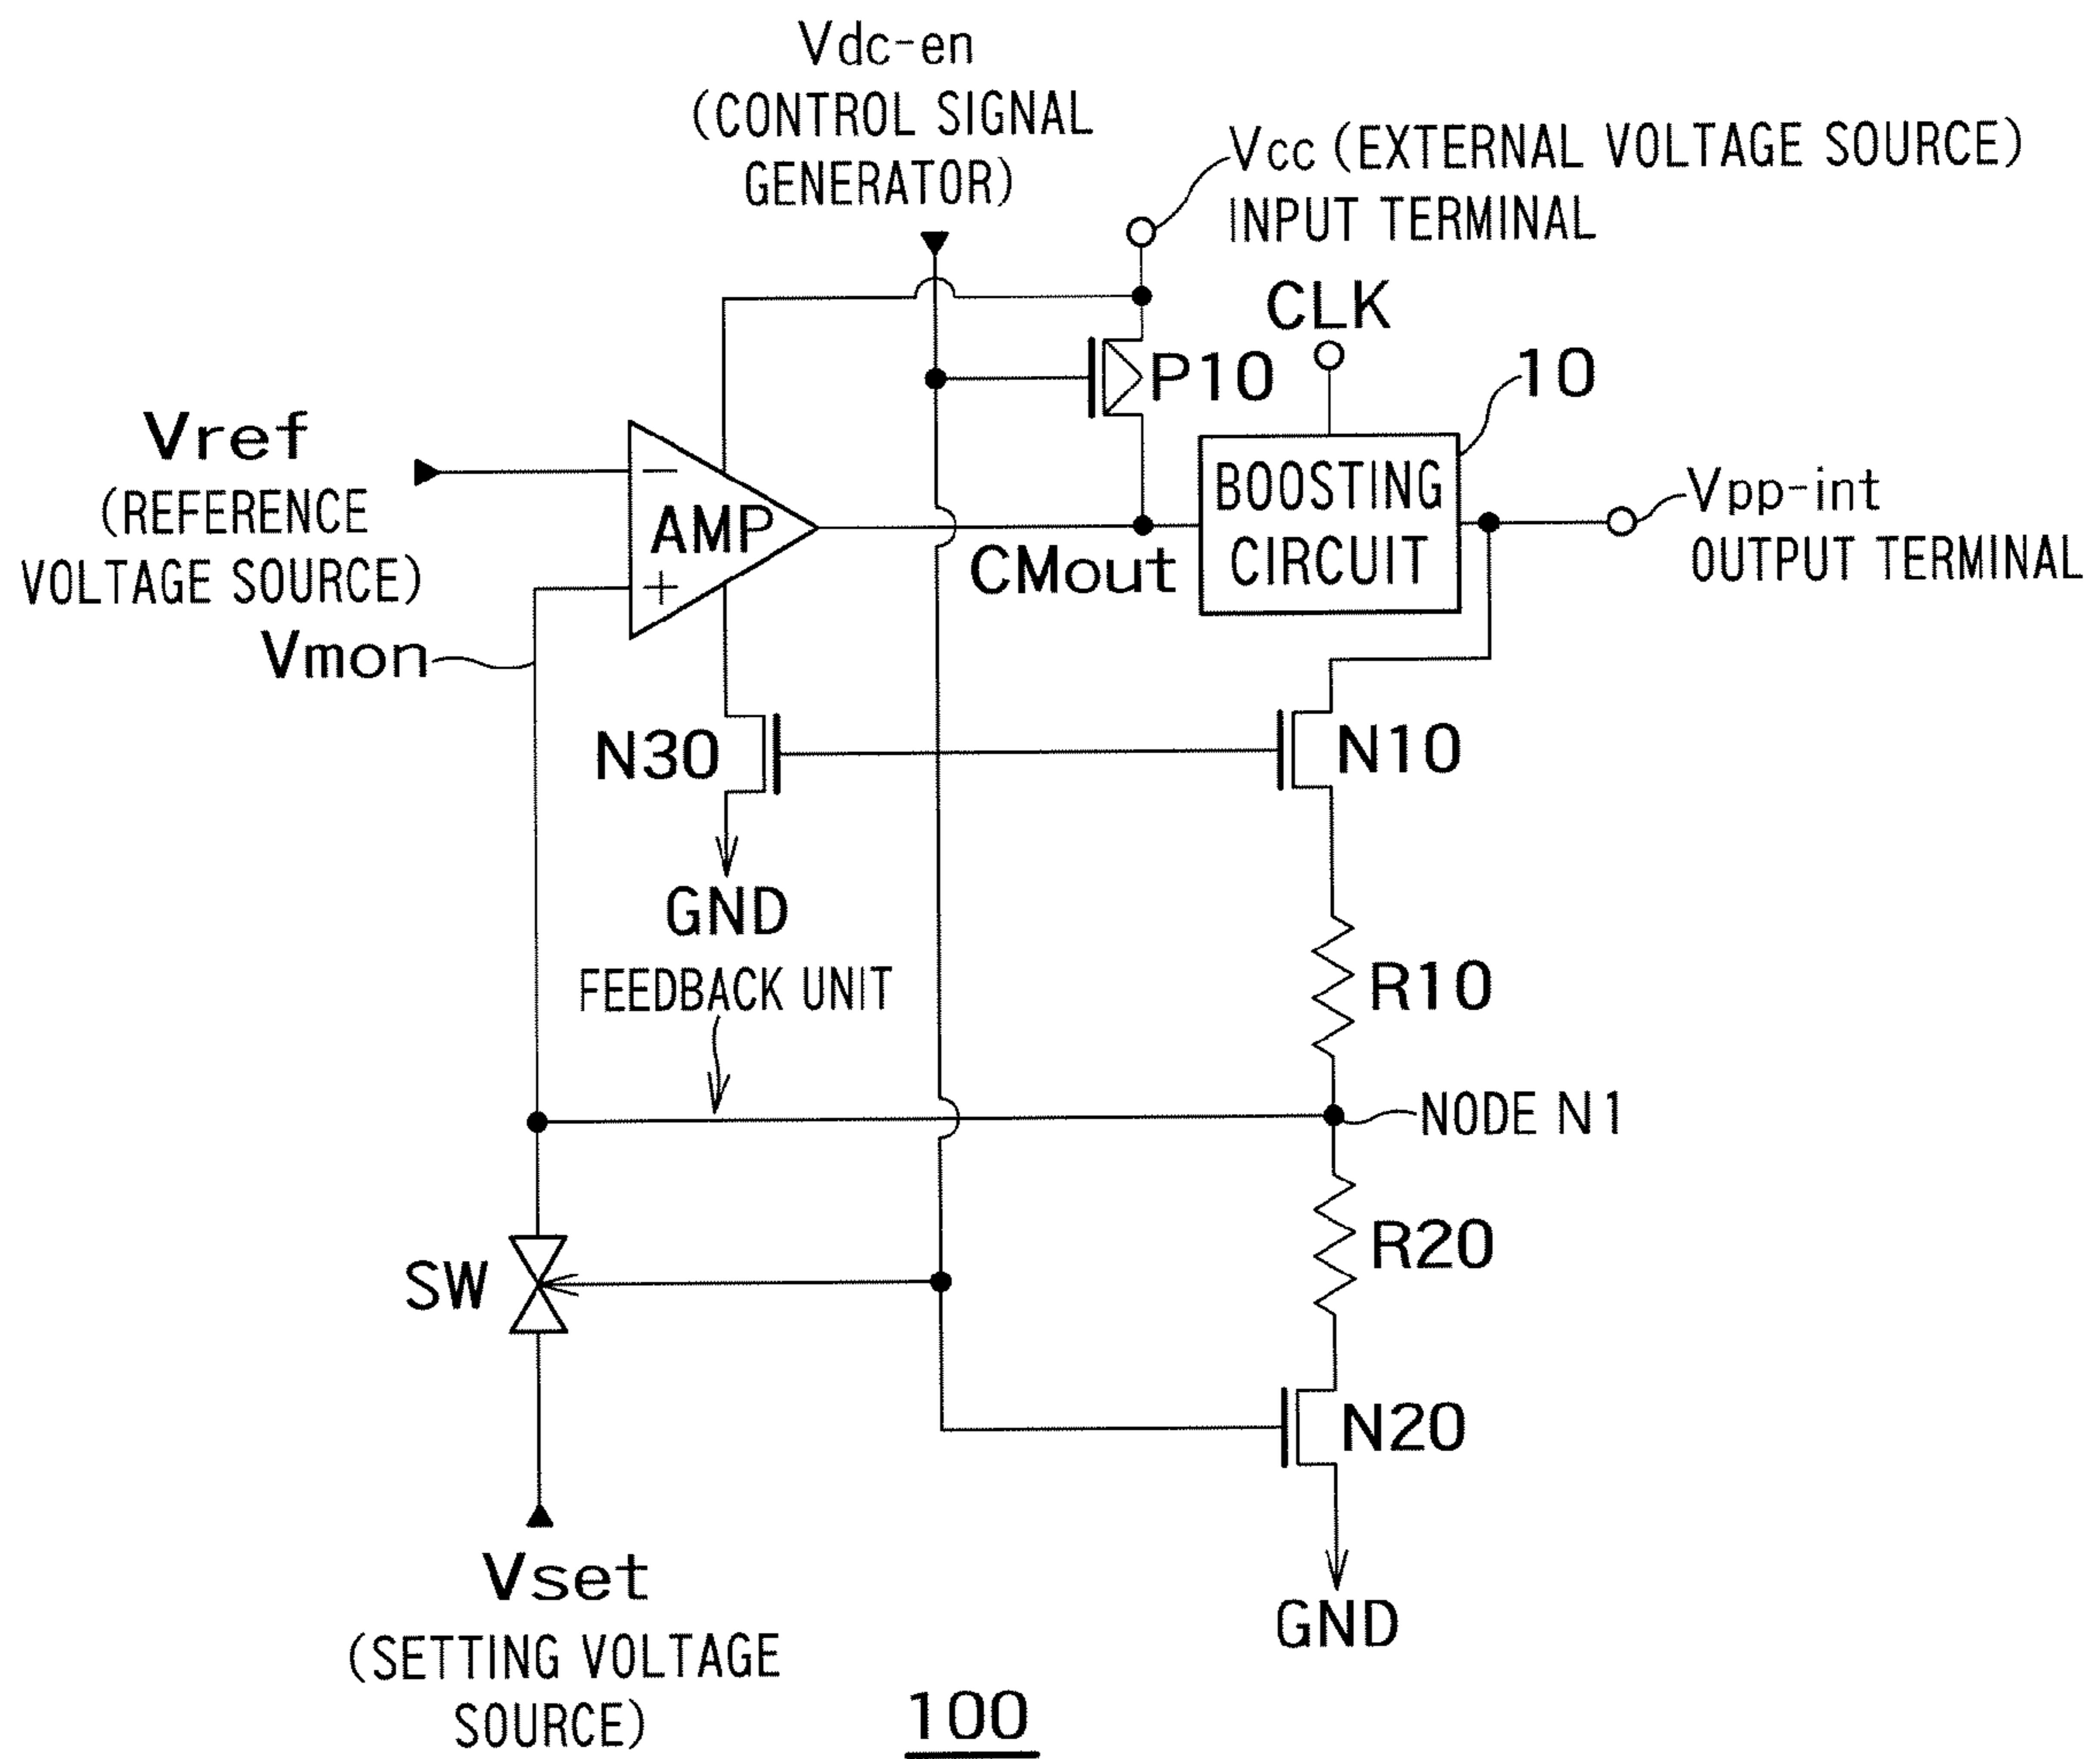 Vdc-en
(CONTROL SIGNAL
GENERATOR)
Vcc (EXTERNAL VOLTAGE SOURCE)
INPUT TERMINAL
CLK
P10
10
Vref
(REFERENCE
VOLTAGE SOURCE)
AMP
−
+
BOOSTING
CIRCUIT
Vpp-int
OUTPUT TERMINAL
CMout
Vmon
N30
N10
GND
FEEDBACK UNIT
R10
NODE N1
SW
R20
N20
Vset
(SETTING VOLTAGE
SOURCE)
GND
100